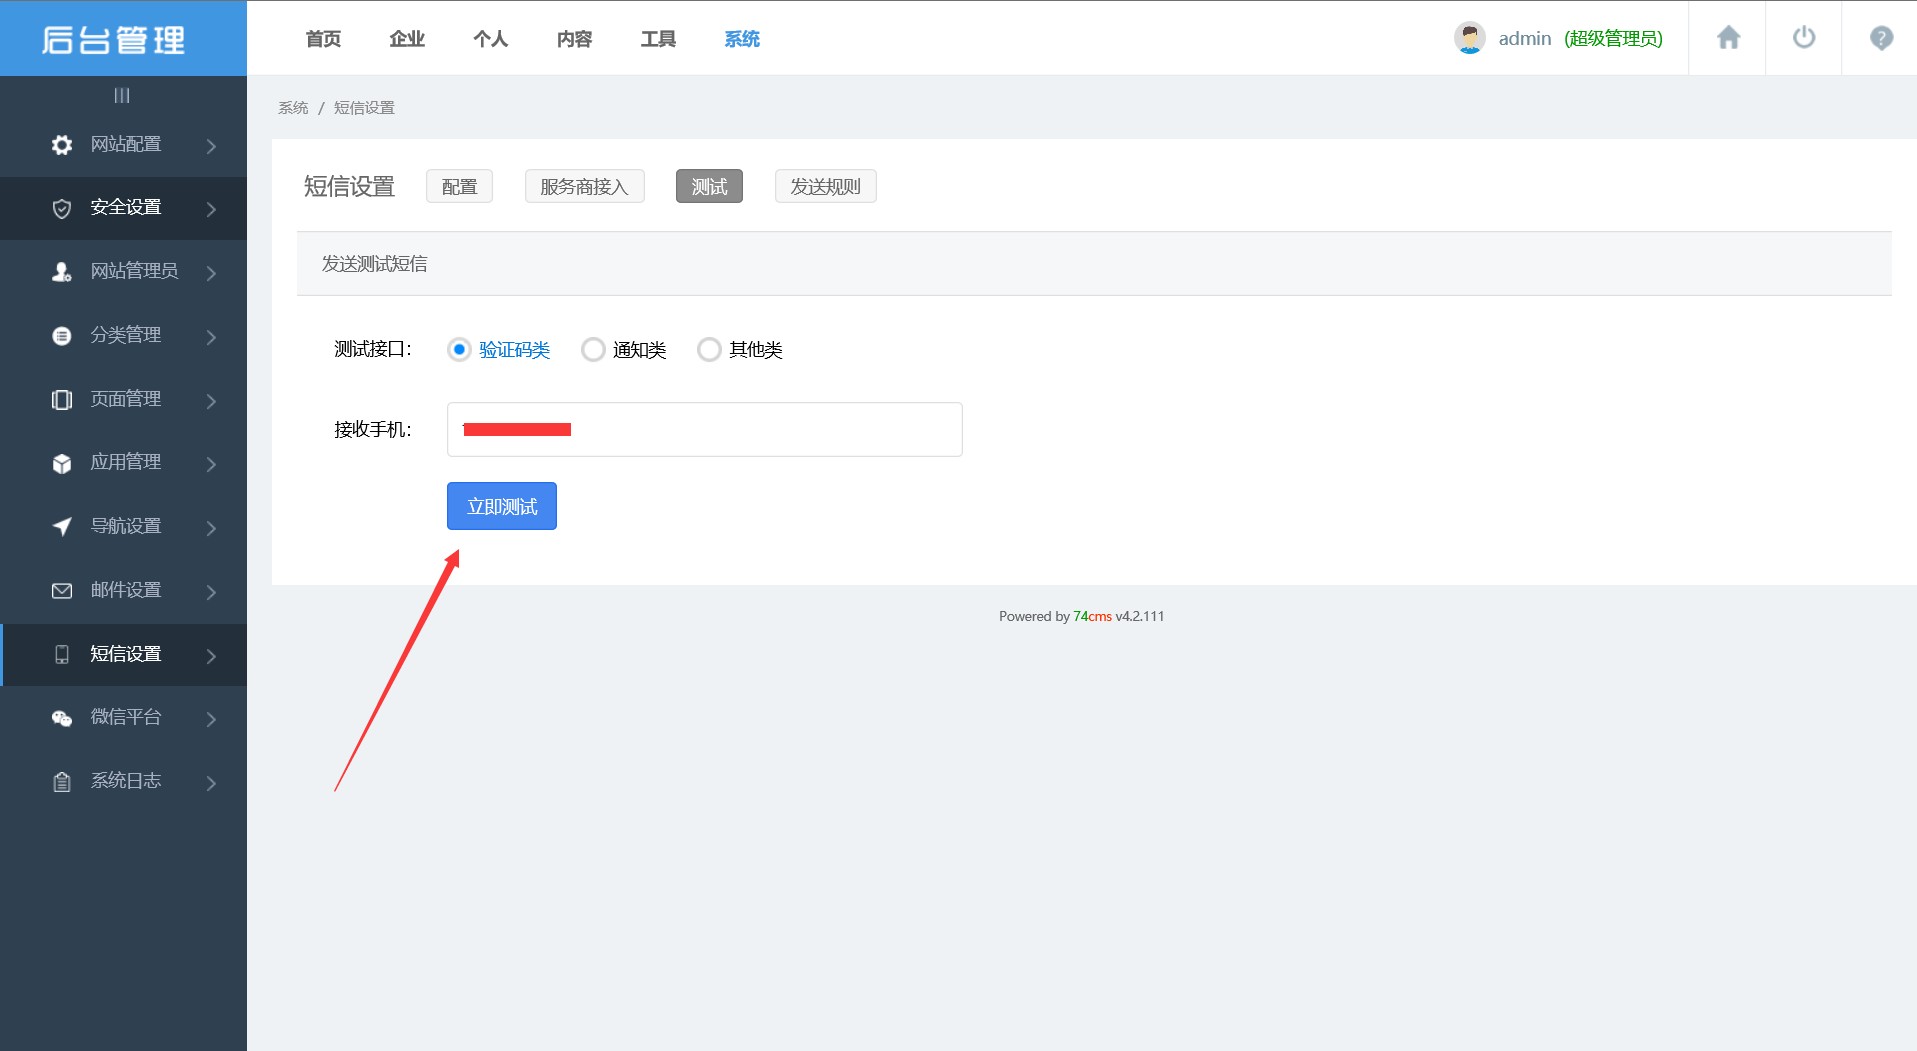 后台管理
首页 企业 个人 内容 工具 系统
admin (超级管理员)
网站配置
安全设置
网站管理员
分类管理
页面管理
应用管理
导航设置
邮件设置
短信设置
微信平台
系统日志
系统 / 短信设置
短信设置 配置 服务商接入 测试 发送规则
发送测试短信
测试接口： 验证码类 通知类 其他类
接收手机：
立即测试
Powered by 74cms v4.2.111